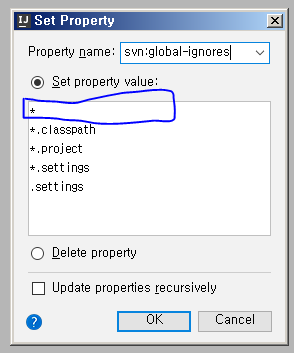 IJ Set Property
Property name: svn:global-ignores
Set property value:
*
*.classpath
*.project
*.settings
.settings
Delete property
Update properties recursively
? OK Cancel